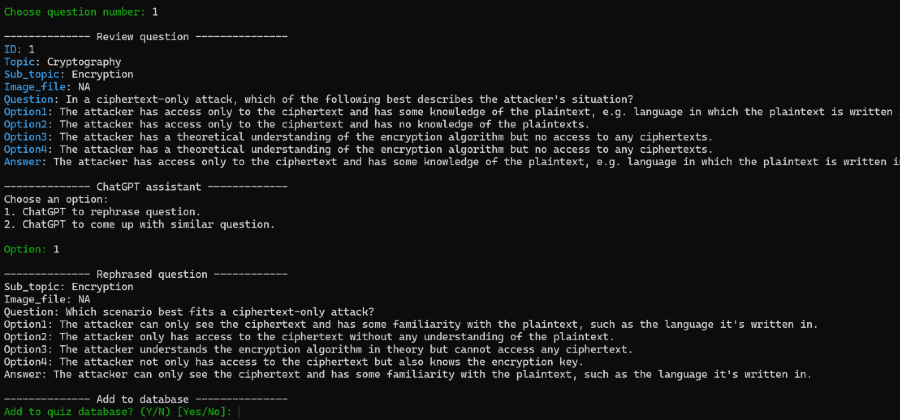 Choose question number: 1
-------------- Review question ---------------
ID: 1
Topic: Cryptography
Sub_topic: Encryption
Image_file: NA
Question: In a ciphertext-only attack, which of the following best describes the attacker's situation?
Option1: The attacker has access only to the ciphertext and has some knowledge of the plaintext, e.g. language in which the plaintext is written
Option2: The attacker has access only to the ciphertext and has no knowledge of the plaintexts.
Option3: The attacker has a theoretical understanding of the encryption algorithm but no access to any ciphertexts.
Option4: The attacker has a theoretical understanding of the encryption algorithm but no access to any ciphertexts.
Answer: The attacker has access only to the ciphertext and has some knowledge of the plaintext, e.g. language in which the plaintext is written in
-------------- ChatGPT assistant -------------
Choose an option:
1. ChatGPT to rephrase question.
2. ChatGPT to come up with similar question.
Option: 1
-------------- Rephrased question ------------
Sub_topic: Encryption
Image_file: NA
Question: Which scenario best fits a ciphertext-only attack?
Option1: The attacker can only see the ciphertext and has some familiarity with the plaintext, such as the language it's written in.
Option2: The attacker only has access to the ciphertext without any understanding of the plaintext.
Option3: The attacker understands the encryption algorithm in theory but cannot access any ciphertext.
Option4: The attacker not only has access to the ciphertext but also knows the encryption key.
Answer: The attacker can only see the ciphertext and has some familiarity with the plaintext, such as the language it's written in.
-------------- Add to database ---------------
Add to quiz database? (Y/N) [Yes/No]: